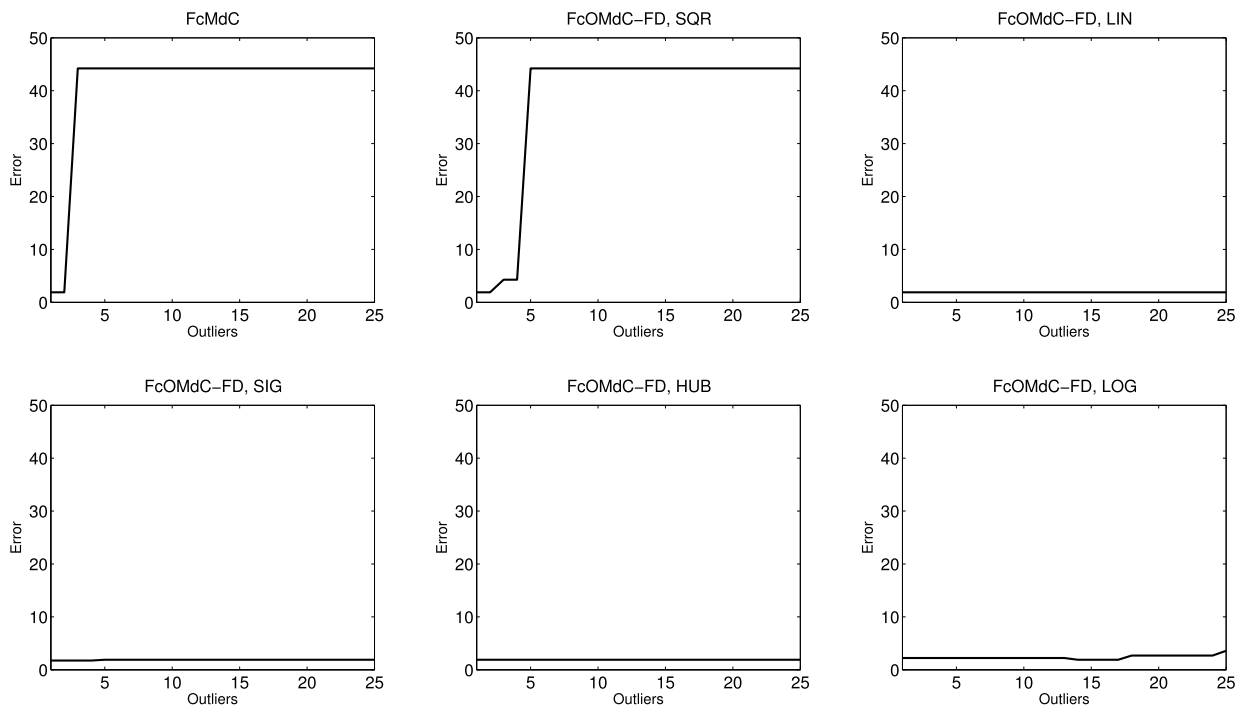 FcMdC
50
40
30
20
10
0
Error
5 10 15 20 25
Outliers
FcOMdC−FD, SQR
50
40
30
20
10
0
Error
5 10 15 20 25
Outliers
FcOMdC−FD, LIN
50
40
30
20
10
0
Error
5 10 15 20 25
Outliers
FcOMdC−FD, SIG
50
40
30
20
10
0
Error
5 10 15 20 25
Outliers
FcOMdC−FD, HUB
50
40
30
20
10
0
Error
5 10 15 20 25
Outliers
FcOMdC−FD, LOG
50
40
30
20
10
0
Error
5 10 15 20 25
Outliers